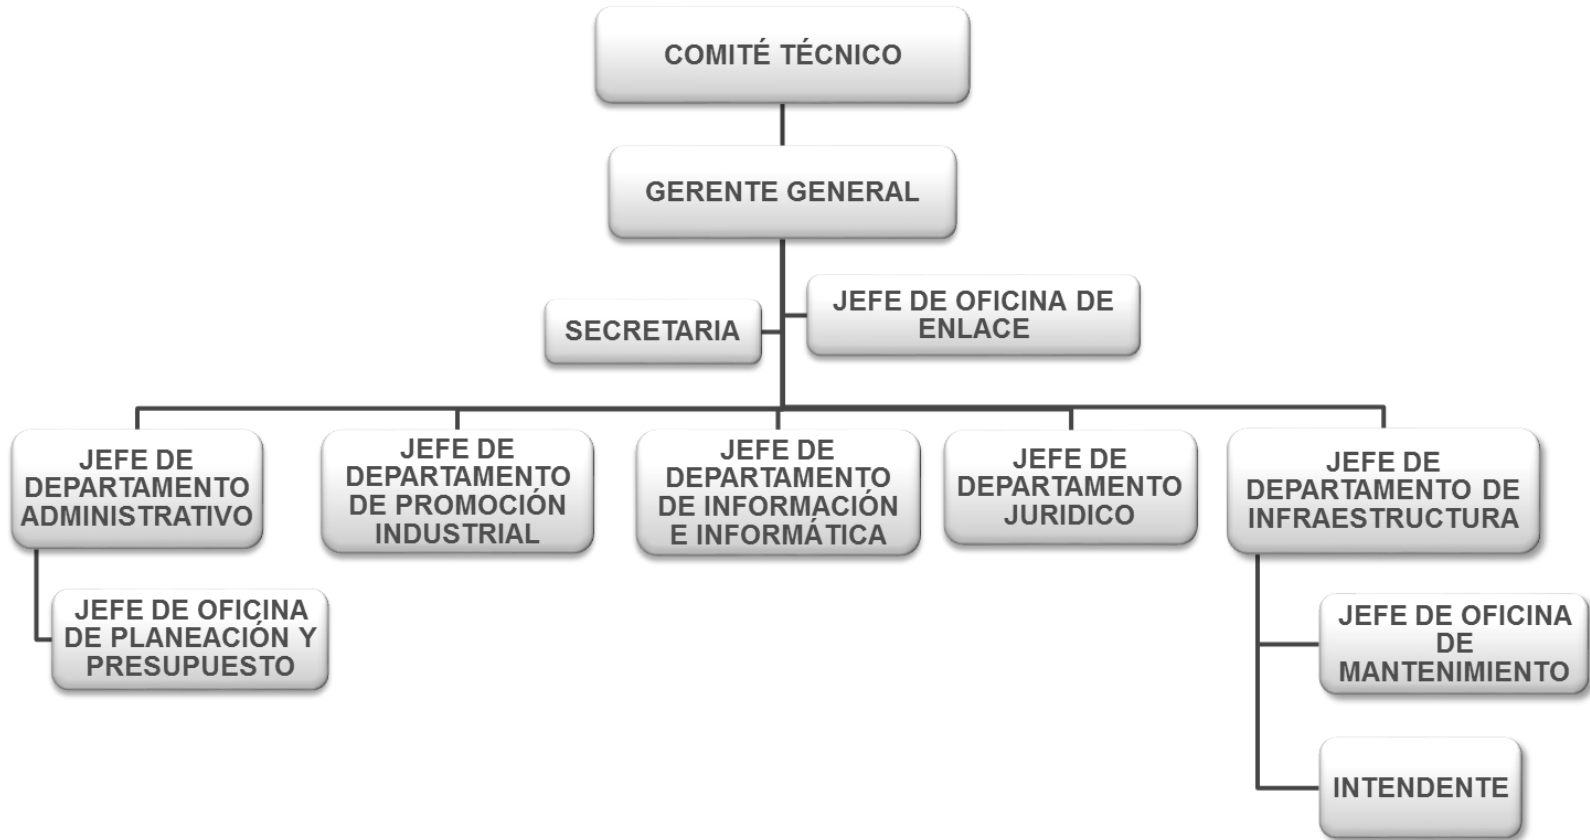 COMITÉ TÉCNICO
GERENTE GENERAL
SECRETARIA
JEFE DE OFICINA DE
ENLACE
JEFE DE
DEPARTAMENTO
ADMINISTRATIVO
JEFE DE
DEPARTAMENTO
DE PROMOCIÓN
INDUSTRIAL
JEFE DE
DEPARTAMENTO
DE INFORMACIÓN
E INFORMÁTICA
JEFE DE
DEPARTAMENTO
JURIDICO
JEFE DE
DEPARTAMENTO DE
INFRAESTRUCTURA
JEFE DE OFICINA
DE PLANEACIÓN Y
PRESUPUESTO
JEFE DE OFICINA
DE
MANTENIMIENTO
INTENDENTE